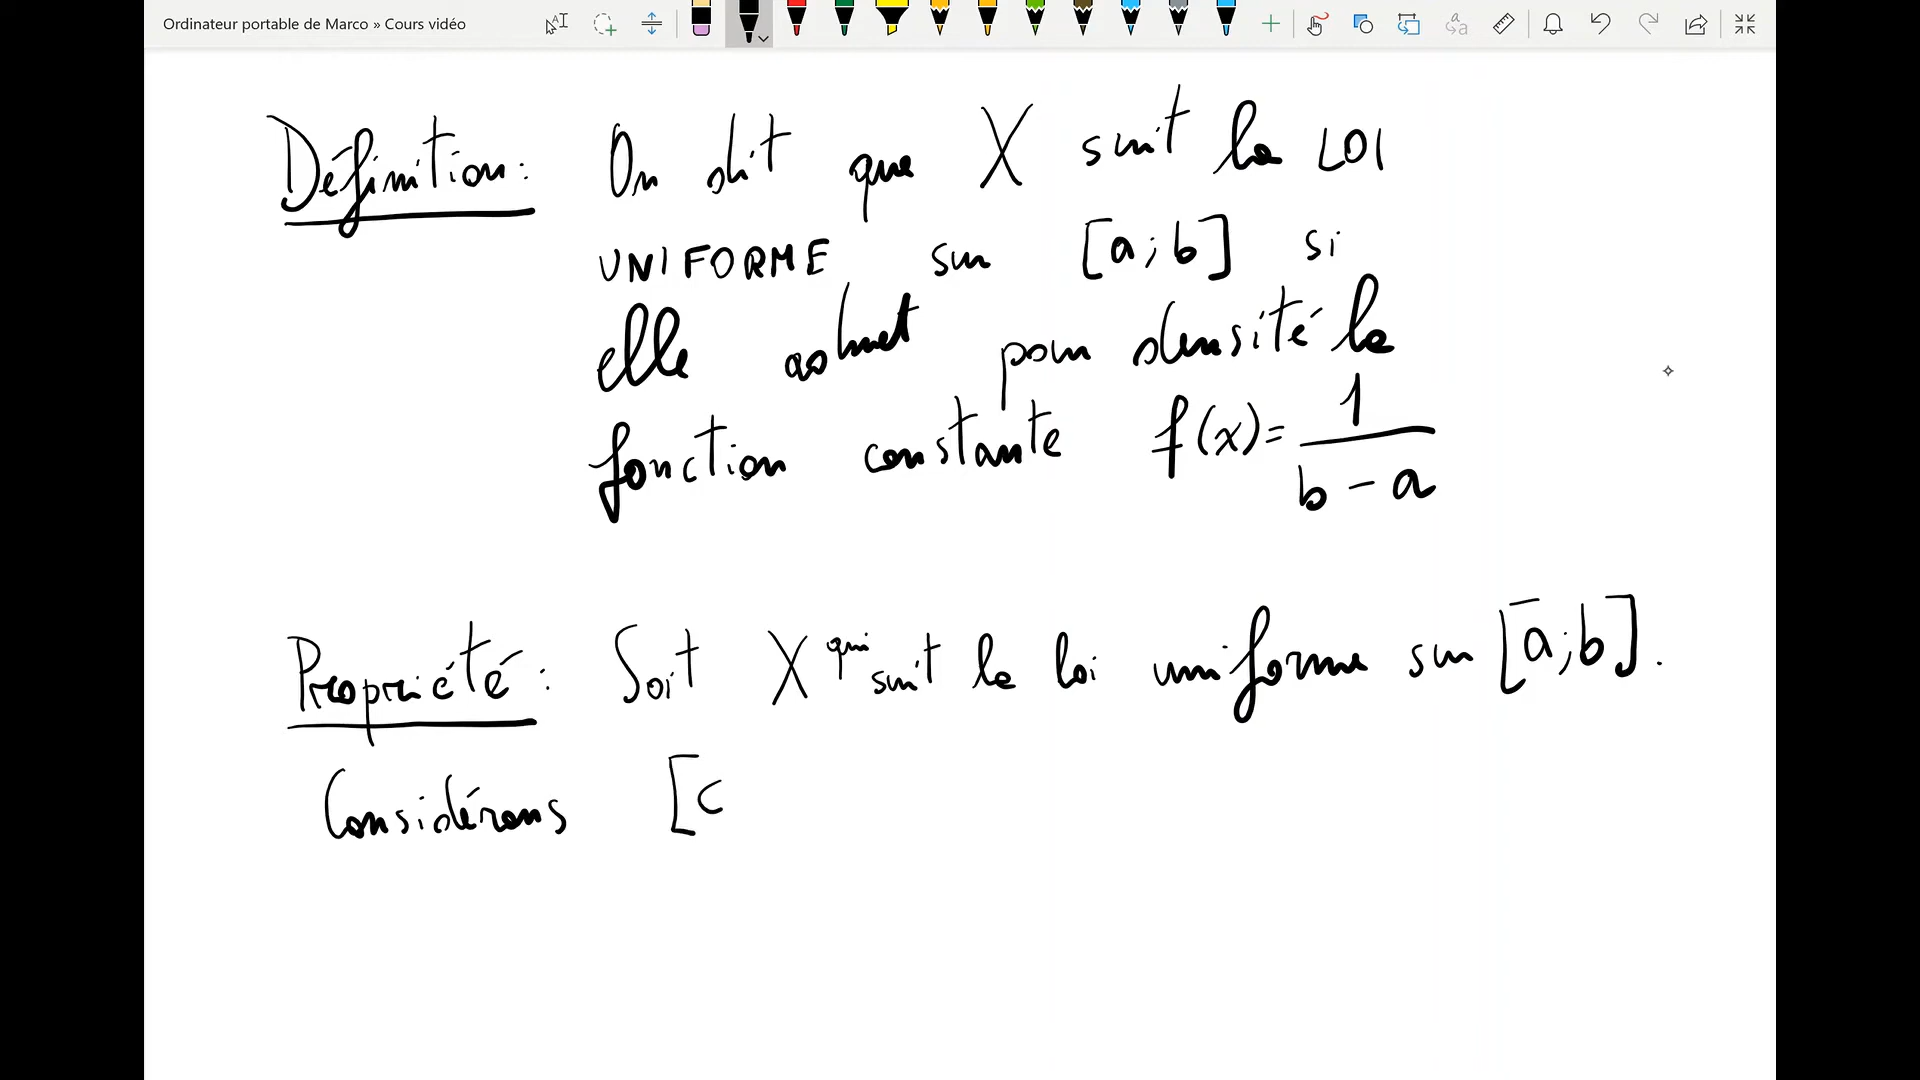 Ordinateur portable de Marco » Cours vidéo
Définition: On dit que X suit la LOI
UNIFORME sur [a;b] si
elle admet pour densité la
fonction constante f(x)= 1/(b-a)
Propriété: Soit X qui suit la loi uniforme sur [a;b].
Considérons [c